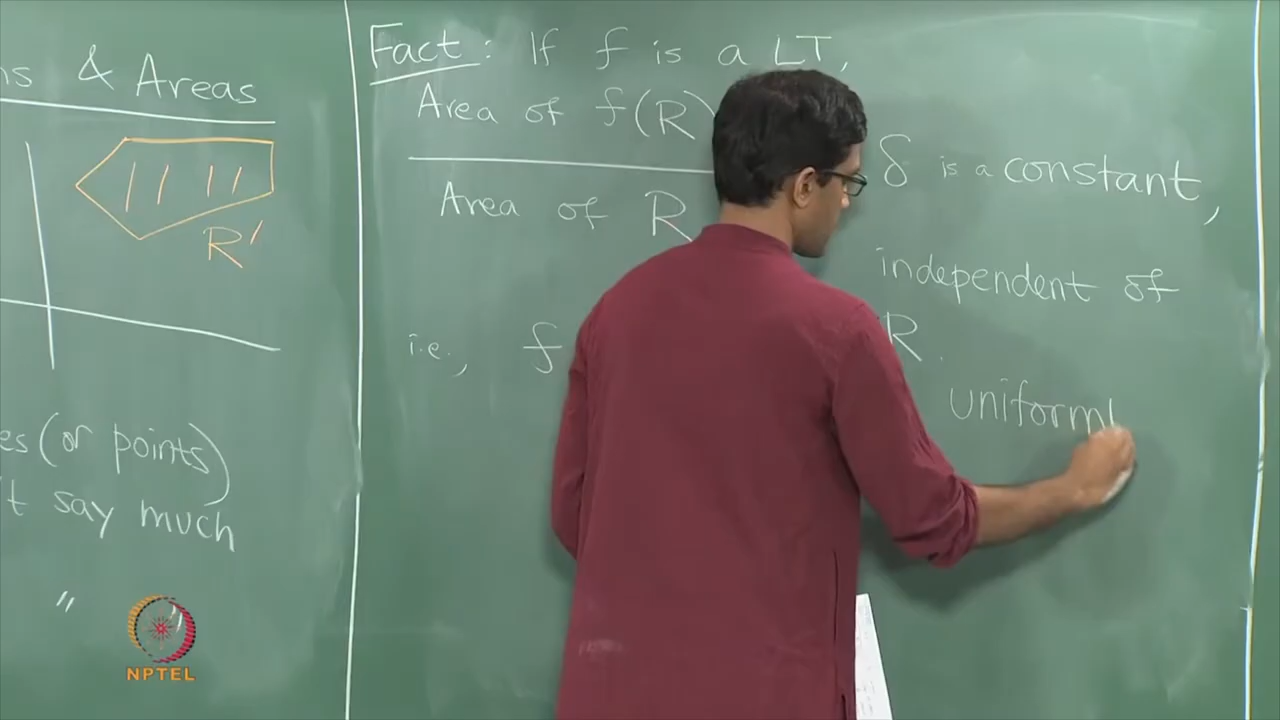 ns & Areas
R'
es (or points)
't say much
"
NPTEL
Fact: If f is a LT,
Area of f(R)
Area of R
δ is a constant,
independent of
R.
i.e., f
uniforml